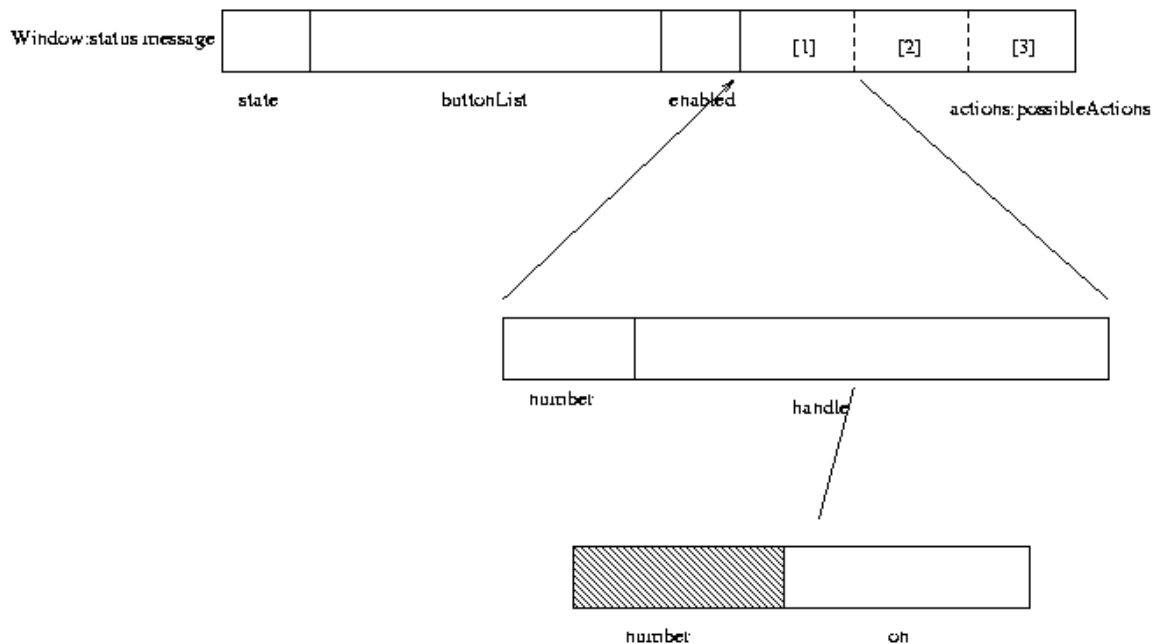 Window:status message
[1] [2] [3]
state buttonList enabled
actions:possibleActions
number handle
number on